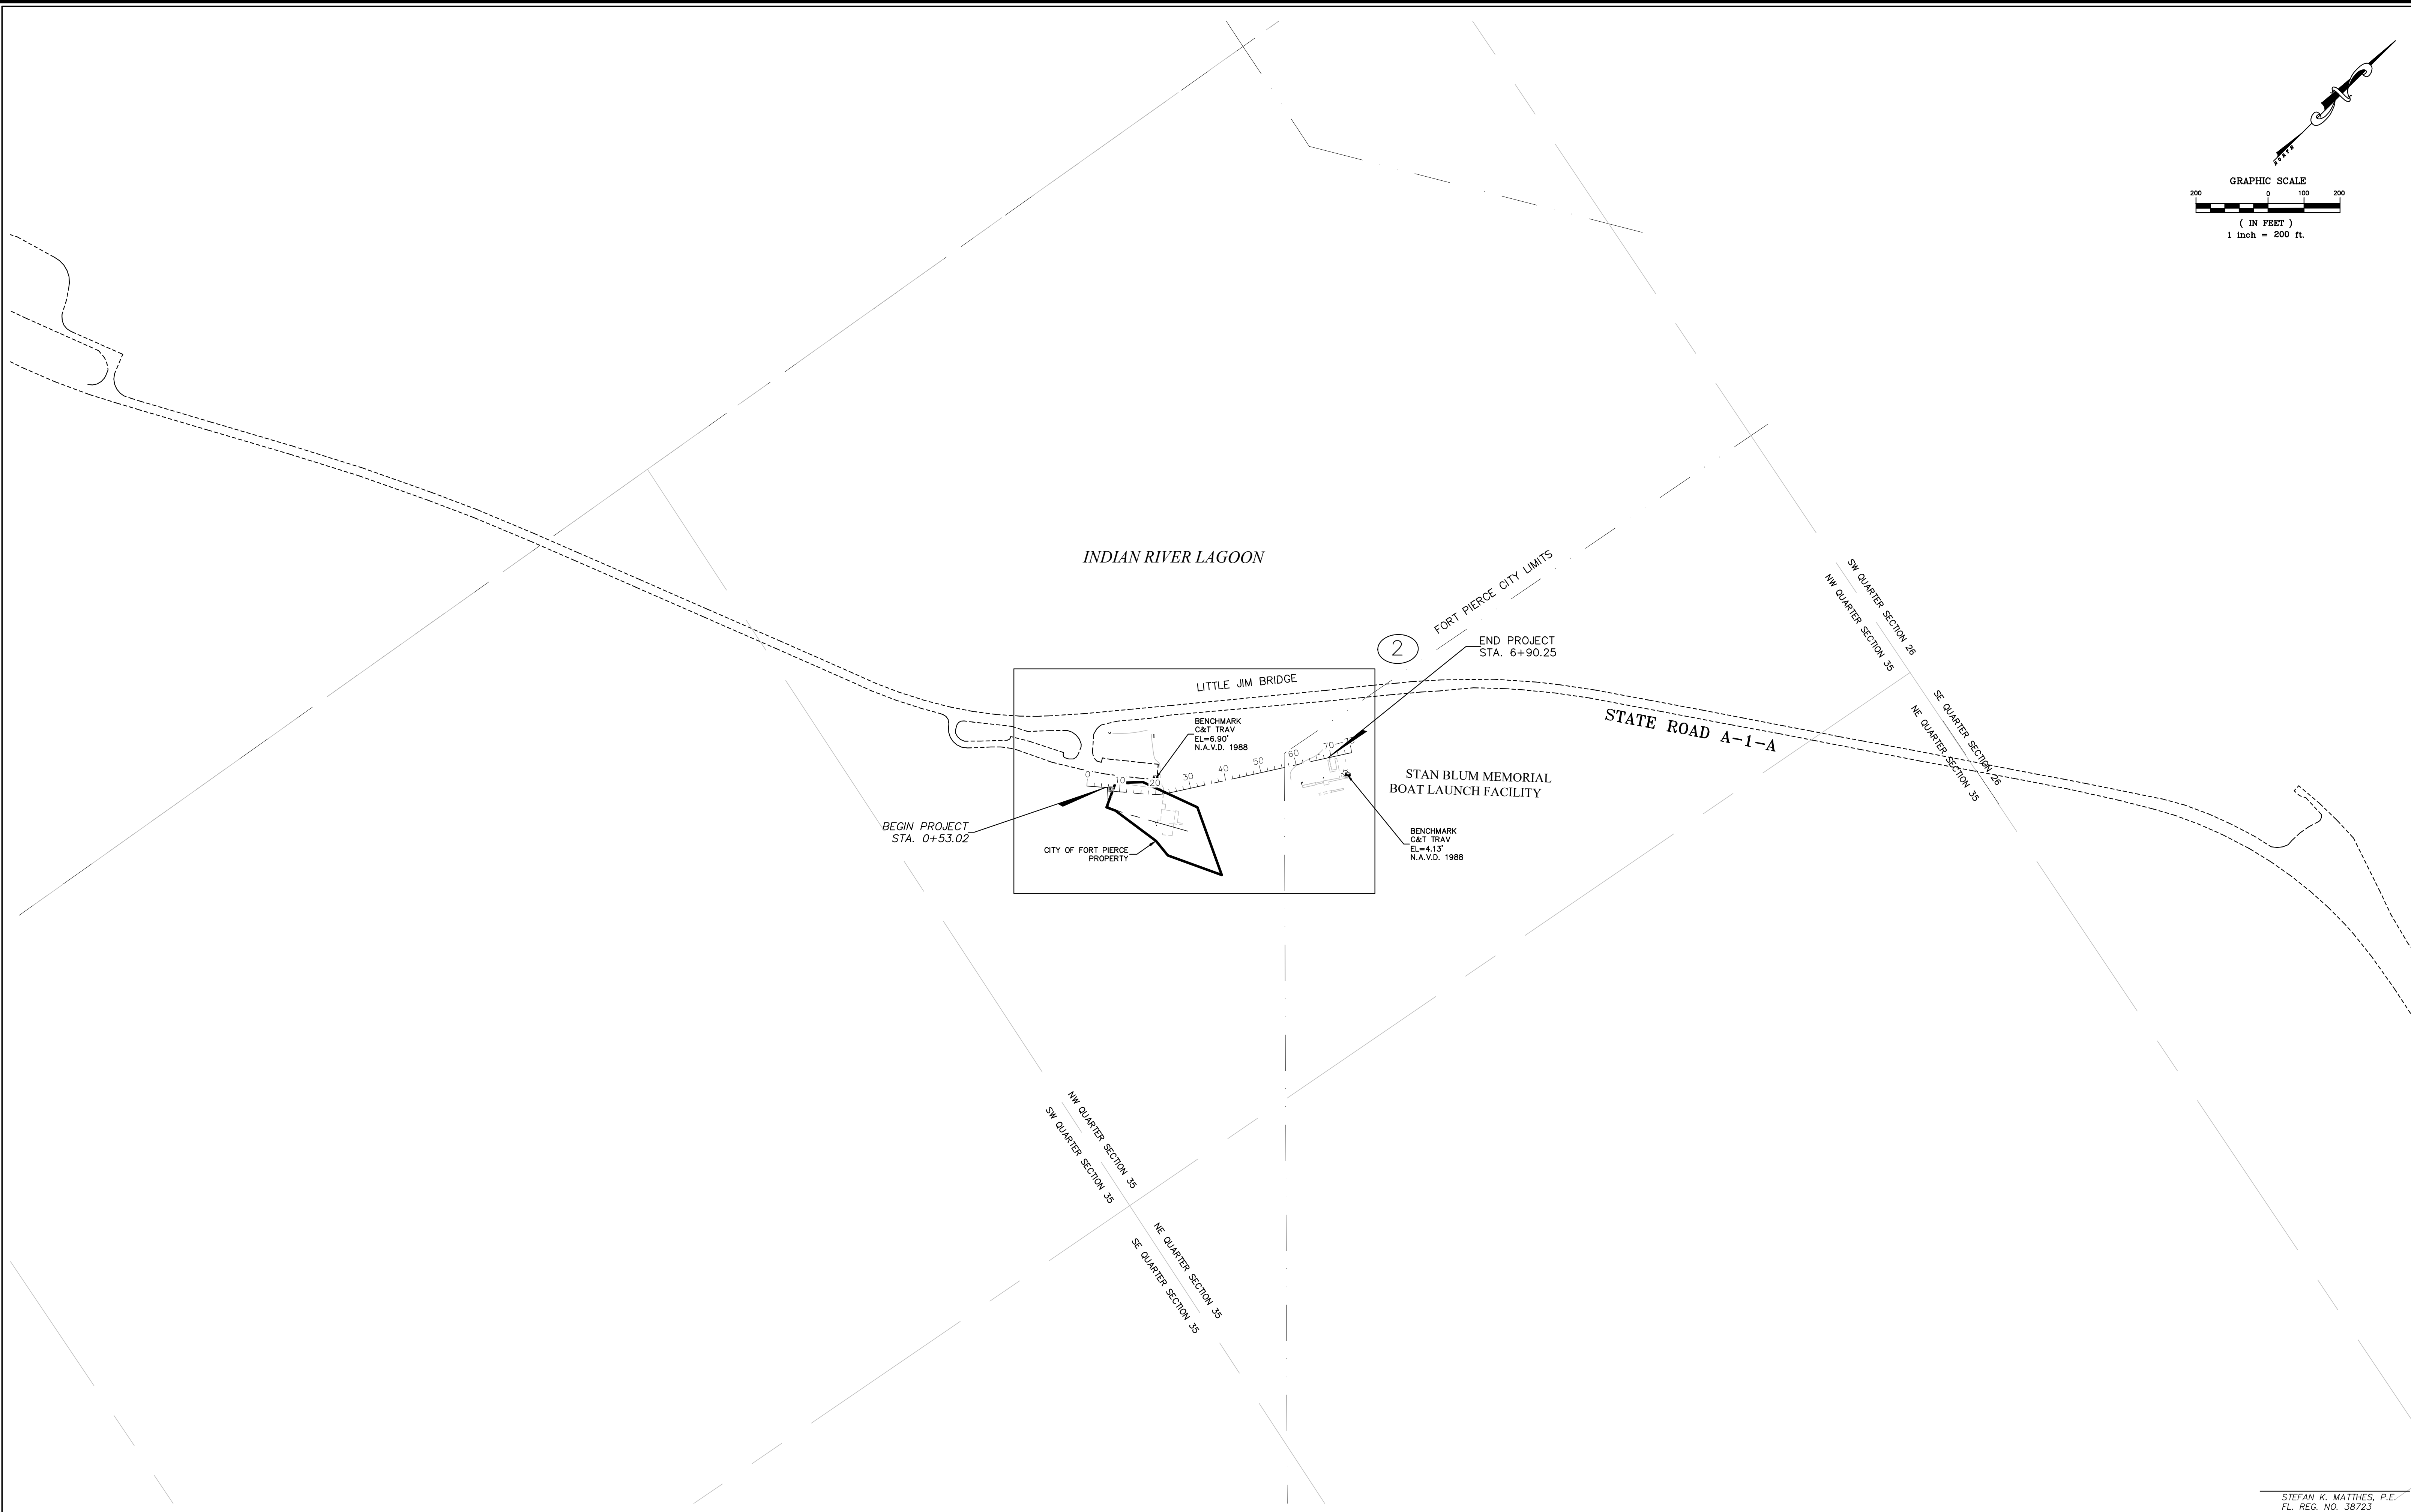 NORTH
GRAPHIC SCALE
200 0 100 200
( IN FEET )
1 inch = 200 ft.
INDIAN RIVER LAGOON
FORT PIERCE CITY LIMITS
2
END PROJECT
STA. 6+90.25
LITTLE JIM BRIDGE
STATE ROAD A-1-A
BENCHMARK
C&T TRAV
EL=6.90'
N.A.V.D. 1988
0 10 20 30 40 50 60 70
STAN BLUM MEMORIAL
BOAT LAUNCH FACILITY
BEGIN PROJECT
STA. 0+53.02
CITY OF FORT PIERCE
PROPERTY
BENCHMARK
C&T TRAV
EL=4.13'
N.A.V.D. 1988
SW QUARTER SECTION 26
NW QUARTER SECTION 35
SE QUARTER SECTION 26
NE QUARTER SECTION 35
NW QUARTER SECTION 35
SW QUARTER SECTION 35
NE QUARTER SECTION 35
SE QUARTER SECTION 35
STEFAN K. MATTHES, P.E.
FL. REG. NO. 38723